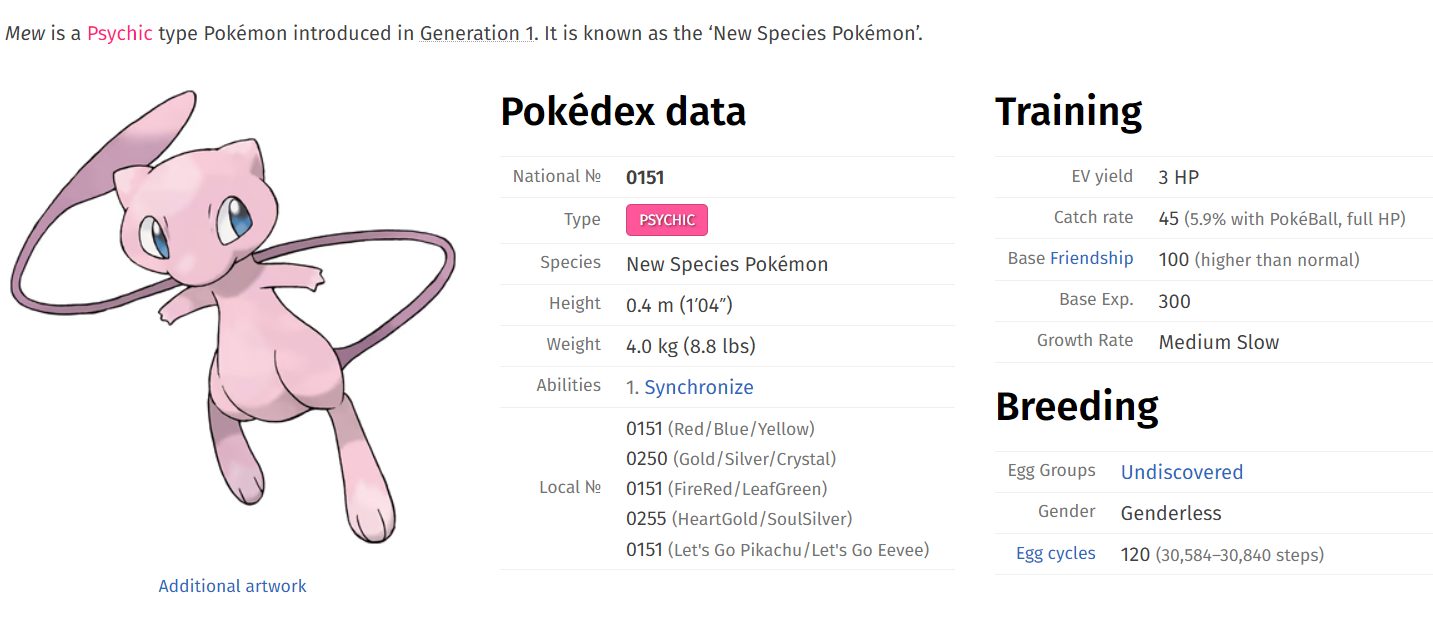 Mew is a Psychic type Pokémon introduced in Generation 1. It is known as the ‘New Species Pokémon’.
Additional artwork
Pokédex data
National № 0151
Type PSYCHIC
Species New Species Pokémon
Height 0.4 m (1′04″)
Weight 4.0 kg (8.8 lbs)
Abilities 1. Synchronize
Local № 0151 (Red/Blue/Yellow)
0250 (Gold/Silver/Crystal)
0151 (FireRed/LeafGreen)
0255 (HeartGold/SoulSilver)
0151 (Let's Go Pikachu/Let's Go Eevee)
Training
EV yield 3 HP
Catch rate 45 (5.9% with PokéBall, full HP)
Base Friendship 100 (higher than normal)
Base Exp. 300
Growth Rate Medium Slow
Breeding
Egg Groups Undiscovered
Gender Genderless
Egg cycles 120 (30,584–30,840 steps)